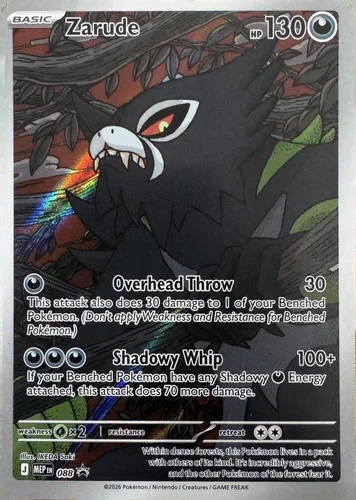 BASIC
Zarude
HP 130
Overhead Throw 30
This attack also does 30 damage to 1 of your Benched
Pokémon. (Don't apply Weakness and Resistance for Benched
Pokémon.)
Shadowy Whip 100+
If your Benched Pokémon have any Shadowy Energy
attached, this attack does 70 more damage.
weakness ×2 resistance retreat
Illus. IKEDA Saki
J MEP EN 088
Within dense forests, this Pokémon lives in a pack
with others of its kind. It's incredibly aggressive,
and the other Pokémon of the forest fear it.
©2026 Pokémon / Nintendo / Creatures / GAME FREAK